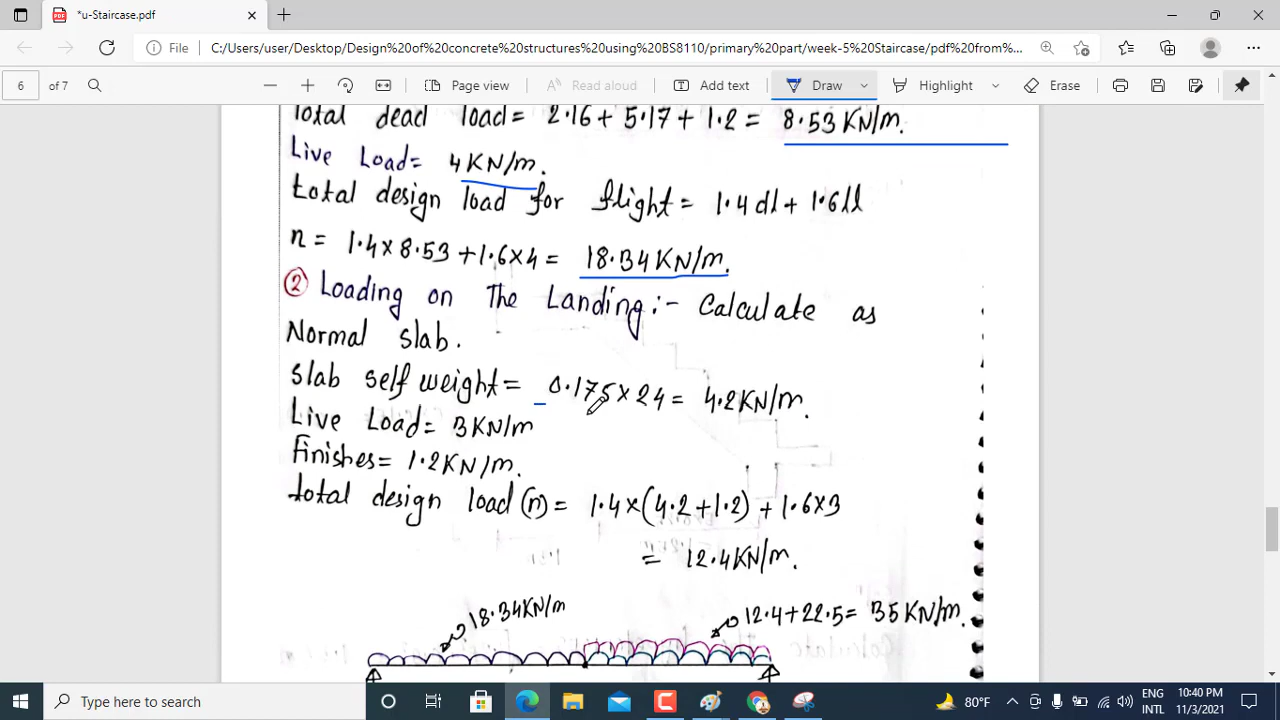 *u-Staircase.pdf
File
C:/Users/user/Desktop/Design%20of%20concrete%20structures%20using%20BS8110/primary%20part/week-5%20Staircase/pdf%20from%...
6 of 7
Page view
Read aloud
Add text
Draw
Highlight
Erase
Total dead load= 2.16+ 5.17+ 1.2 = 8.53 KN/m.
Live Load= 4 KN/m.
total design load for flight = 1.4 dl + 1.6 ll
n = 1.4×8.53 +1.6×4 = 18.34 KN/m.
② Loading on The Landing:- Calculate as
Normal slab.
Slab self weight = 0.175×24 = 4.2 KN/m.
Live Load= 3 KN/m
Finishes= 1.2 KN/m.
total design load (n) = 1.4×(4.2+1.2) + 1.6×3
= 12.4 KN/m.
18.34 KN/m
12.4+22.5= 35 KN/m.
Type here to search
80°F
ENG
INTL
10:40 PM
11/3/2021